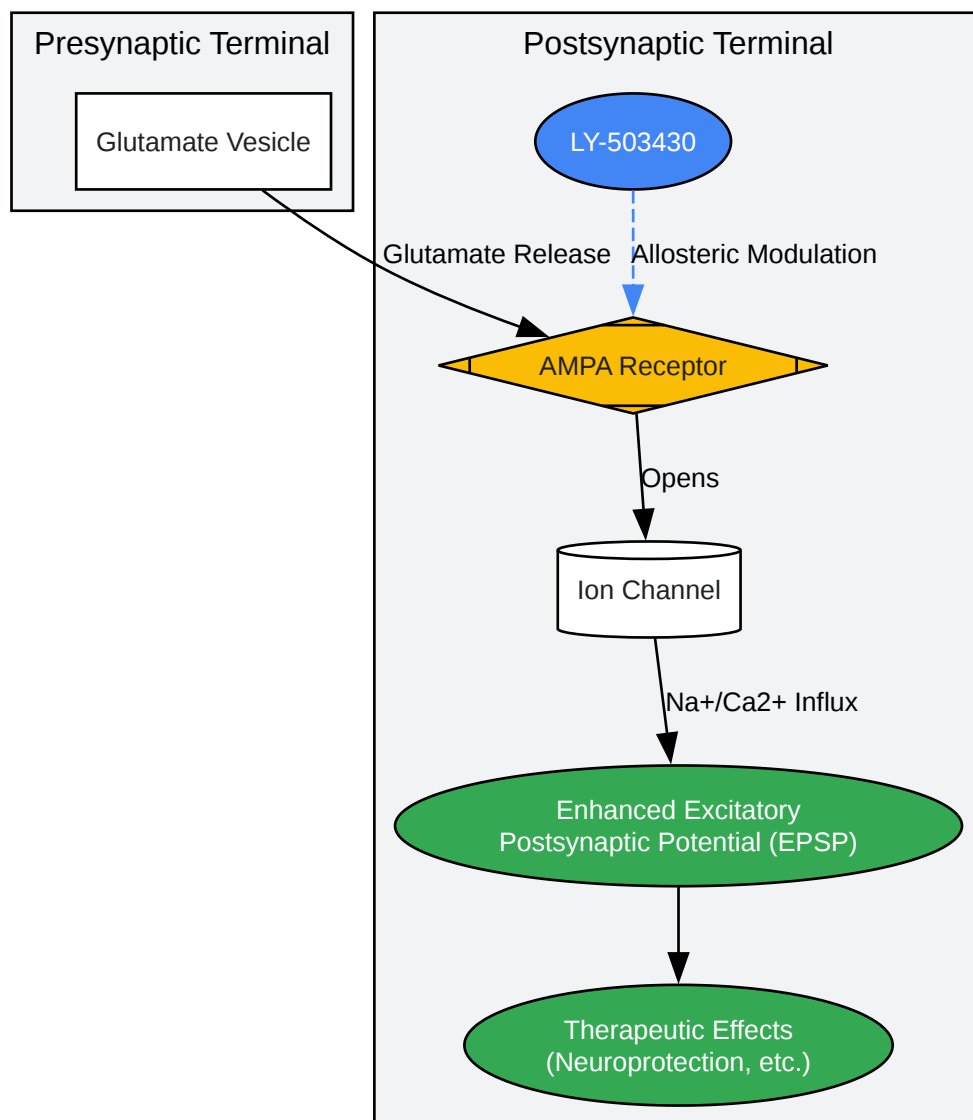 Presynaptic Terminal
Postsynaptic Terminal
Glutamate Vesicle
LY-503430
Glutamate Release
Allosteric Modulation
AMPA Receptor
Opens
Ion Channel
Na+/Ca2+ Influx
Enhanced Excitatory
Postsynaptic Potential (EPSP)
Therapeutic Effects
(Neuroprotection, etc.)